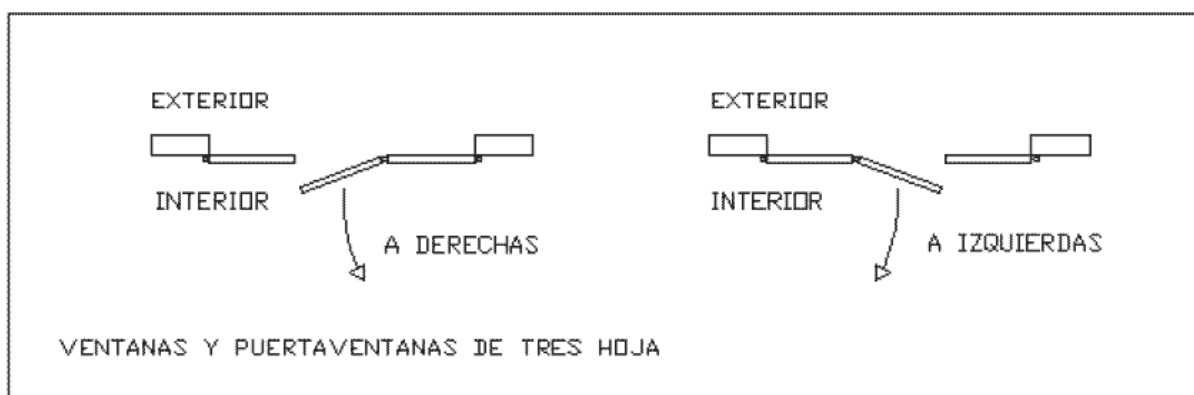 EXTERIOR
EXTERIOR
INTERIOR
INTERIOR
A DERECHAS
A IZQUIERDAS
VENTANAS Y PUERTAVENTANAS DE TRES HOJA